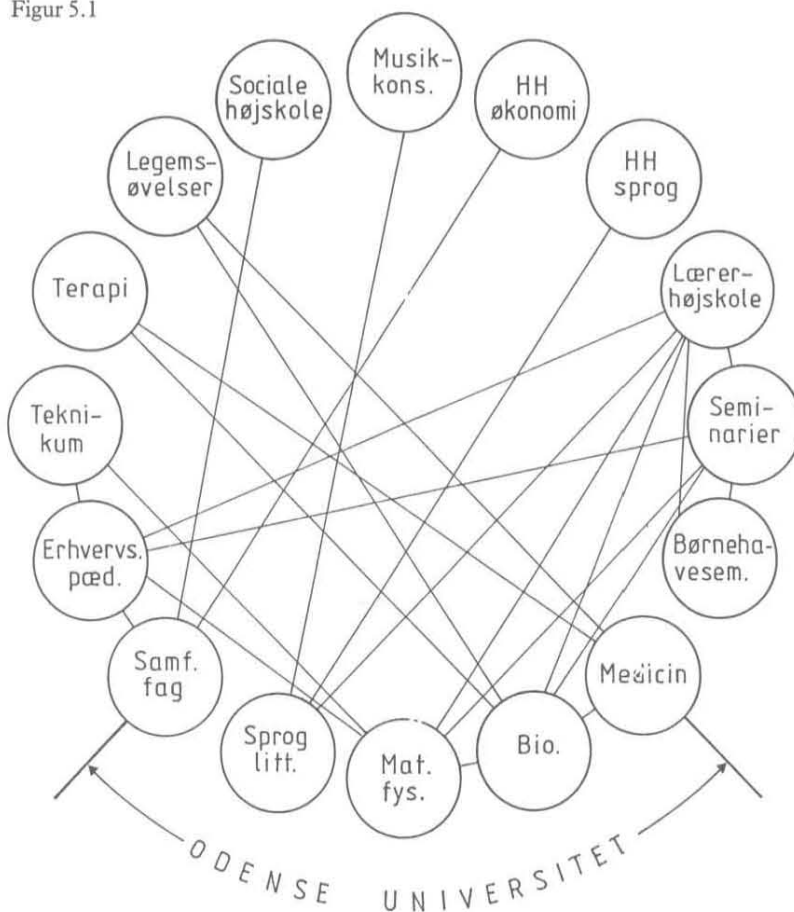 Figur 5.1
Musik-
kons.
Sociale
højskole
HH
økonomi
Legems-
øvelser
HH
sprog
Terapi
Lærer-
højskole
Tekni-
kum
Semi-
narier
Erhvervs.
pæd.
Børneha-
vesem.
Samf.
fag
Medicin
Sprog
litt.
Mat.
fys.
Bio.
ODENSE UNIVERSITET